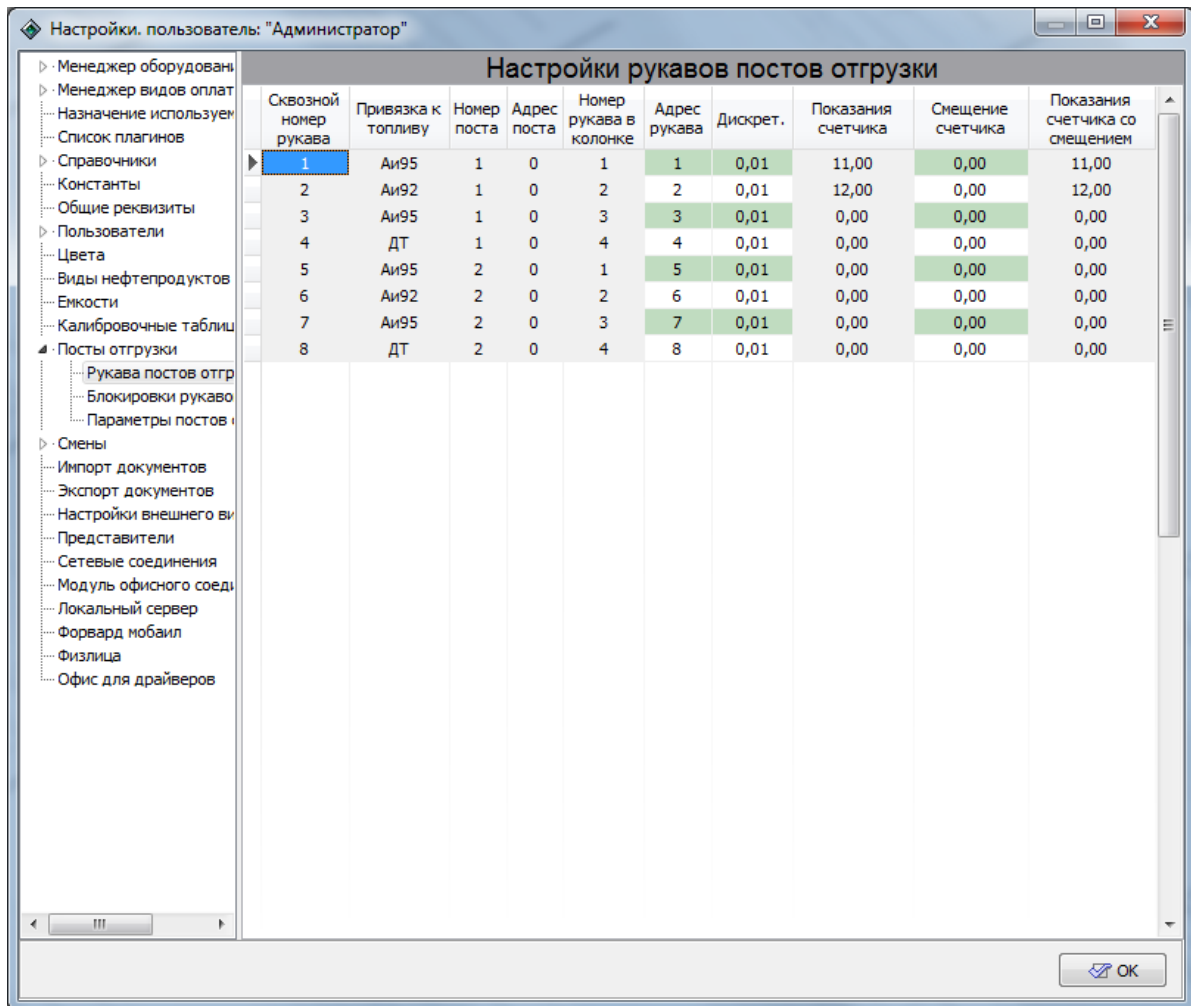 Настройки. пользователь: "Администратор"
Менеджер оборудовани
Менеджер видов оплат
Назначение используем
Список плагинов
Справочники
Константы
Общие реквизиты
Пользователи
Цвета
Виды нефтепродуктов
Емкости
Калибровочные таблиц
Посты отгрузки
Рукава постов отгр
Блокировки рукаво
Параметры постов
Смены
Импорт документов
Экспорт документов
Настройки внешнего ви
Представители
Сетевые соединения
Модуль офисного соеди
Локальный сервер
Форвард мобаил
Физлица
Офис для драйверов
Настройки рукавов постов отгрузки
Сквозной номер рукава Привязка к топливу Номер поста Адрес поста Номер рукава в колонке Адрес рукава Дискрет. Показания счетчика Смещение счетчика Показания счетчика со смещением
1 Аи95 1 0 1 1 0,01 11,00 0,00 11,00
2 Аи92 1 0 2 2 0,01 12,00 0,00 12,00
3 Аи95 1 0 3 3 0,01 0,00 0,00 0,00
4 ДТ 1 0 4 4 0,01 0,00 0,00 0,00
5 Аи95 2 0 1 5 0,01 0,00 0,00 0,00
6 Аи92 2 0 2 6 0,01 0,00 0,00 0,00
7 Аи95 2 0 3 7 0,01 0,00 0,00 0,00
8 ДТ 2 0 4 8 0,01 0,00 0,00 0,00
OK